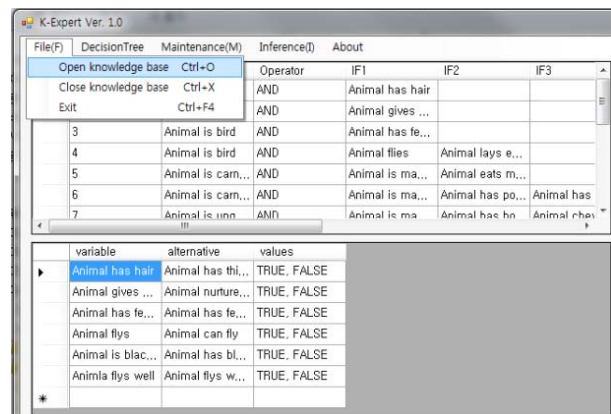 K-Expert Ver. 1.0
File(F) DecisionTree Maintenance(M) Inference(I) About
Open knowledge base Ctrl+O
Close knowledge base Ctrl+X
Exit Ctrl+F4
Operator IF1 IF2 IF3
AND Animal has hair
AND Animal gives ...
3 Animal is bird AND Animal has fe...
4 Animal is bird AND Animal flies Animal lays e...
5 Animal is carn... AND Animal is ma... Animal eats m...
6 Animal is carn... AND Animal is ma... Animal has po... Animal has
7 Animal is ung AND Animal is ma Animal has ho Animal chev
variable alternative values
Animal has hair Animal has thi... TRUE, FALSE
Animal gives ... Animal nurture... TRUE, FALSE
Animal has fe... Animal has fe... TRUE, FALSE
Animal flys Animal can fly TRUE, FALSE
Animal is blac... Animal has bl... TRUE, FALSE
Animla flys well Animal flys w... TRUE, FALSE